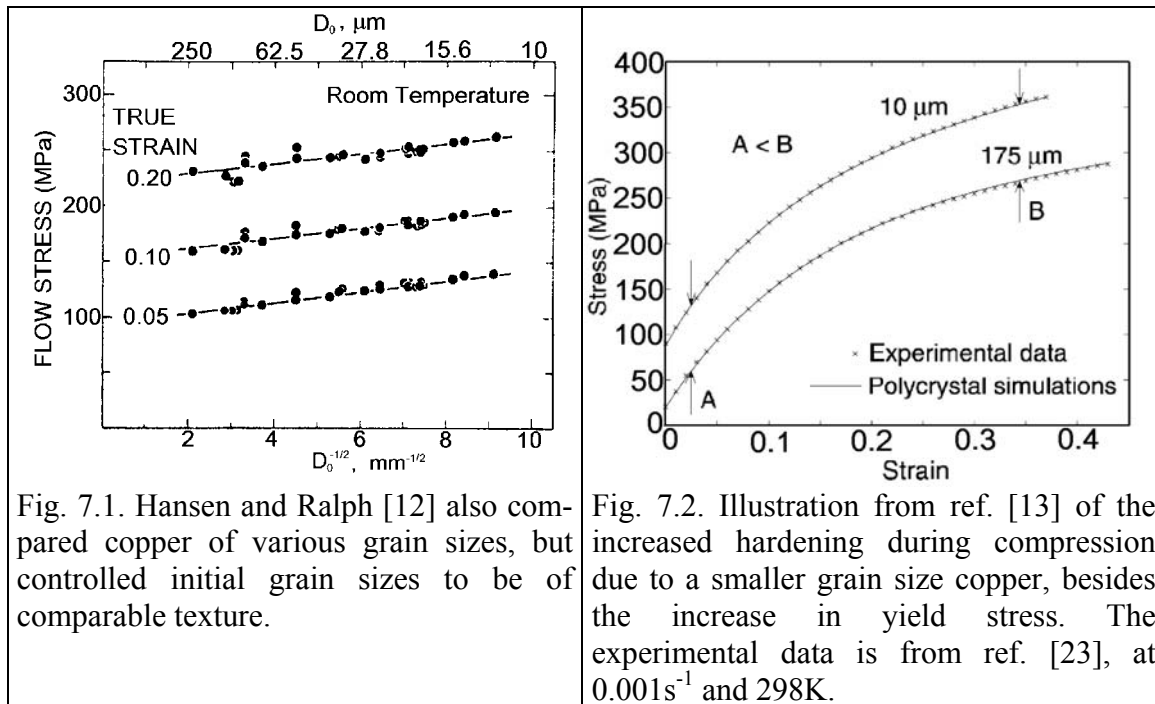 D₀, μm
250 62.5 27.8 15.6 10
300
Room Temperature
TRUE
STRAIN
0.20
200
0.10
100
0.05
FLOW STRESS (MPa)
2 4 6 8 10
D₀⁻¹/², mm⁻¹/²
Fig. 7.1. Hansen and Ralph [12] also com-
pared copper of various grain sizes, but
controlled initial grain sizes to be of
comparable texture.
400
350
300
250
200
150
100
50
0
Stress (MPa)
10 μm
A < B
175 μm
B
× Experimental data
— Polycrystal simulations
A
0 0.1 0.2 0.3 0.4
Strain
Fig. 7.2. Illustration from ref. [13] of the
increased hardening during compression
due to a smaller grain size copper, besides
the increase in yield stress. The
experimental data is from ref. [23], at
0.001s⁻¹ and 298K.